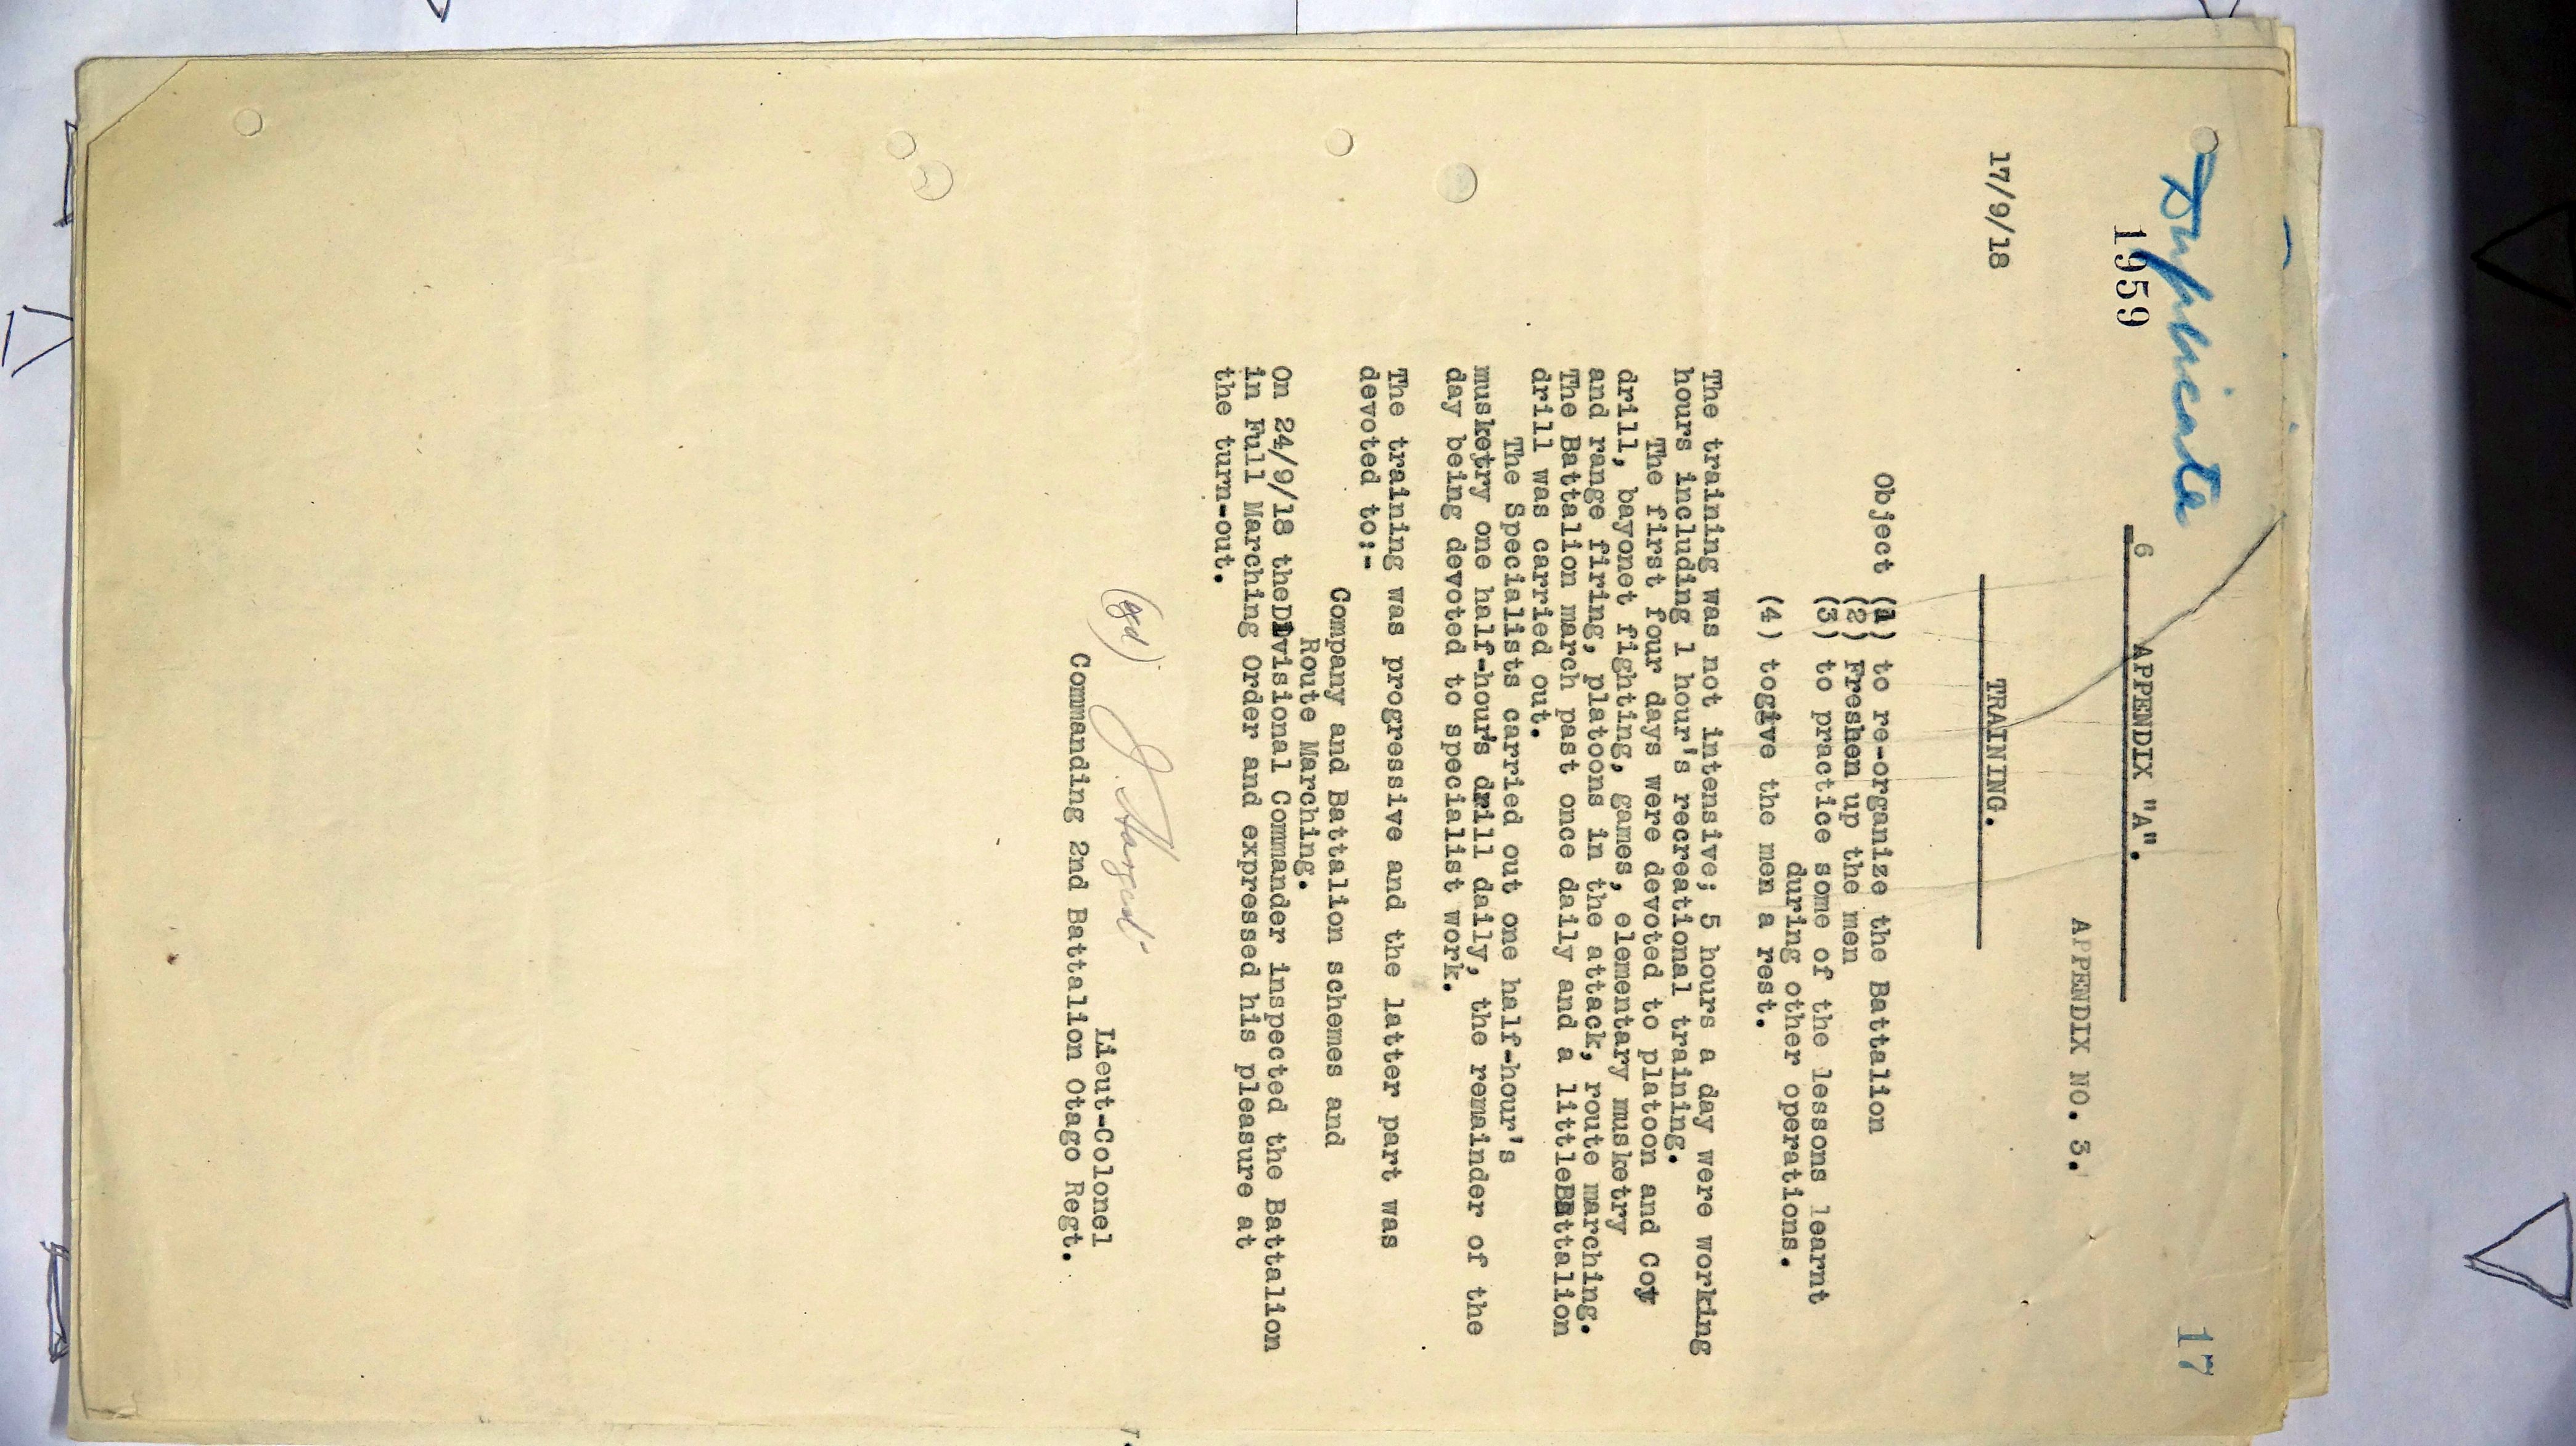 Duplicate
17
1959
6 APPENDIX "A".
APPENDIX NO. 3.
17/9/18
TRAINING.
Object (1) to re-organize the Battalion
(2) Freshen up the men
(3) to practice some of the lessons learnt
during other operations.
(4) togive the men a rest.
The training was not intensive; 5 hours a day were working
hours including 1 hour's recreational training.
The first four days were devoted to platoon and Coy
drill, bayonet fighting, games, elementary musketry
and range firing, platoons in the attack, route marching.
The Battalion march past once daily and a littleBattalion
drill was carried out.
The Specialists carried out one half-hour's
musketry one half-hour's drill daily, the remainder of the
day being devoted to specialist work.
The training was progressive and the latter part was
devoted to:-
Company and Battalion schemes and
Route Marching.
On 24/9/18 theDivisional Commander inspected the Battalion
in Full Marching Order and expressed his pleasure at
the turn-out.
(sgd) J. Hargest
Lieut-Colonel
Commanding 2nd Battalion Otago Regt.